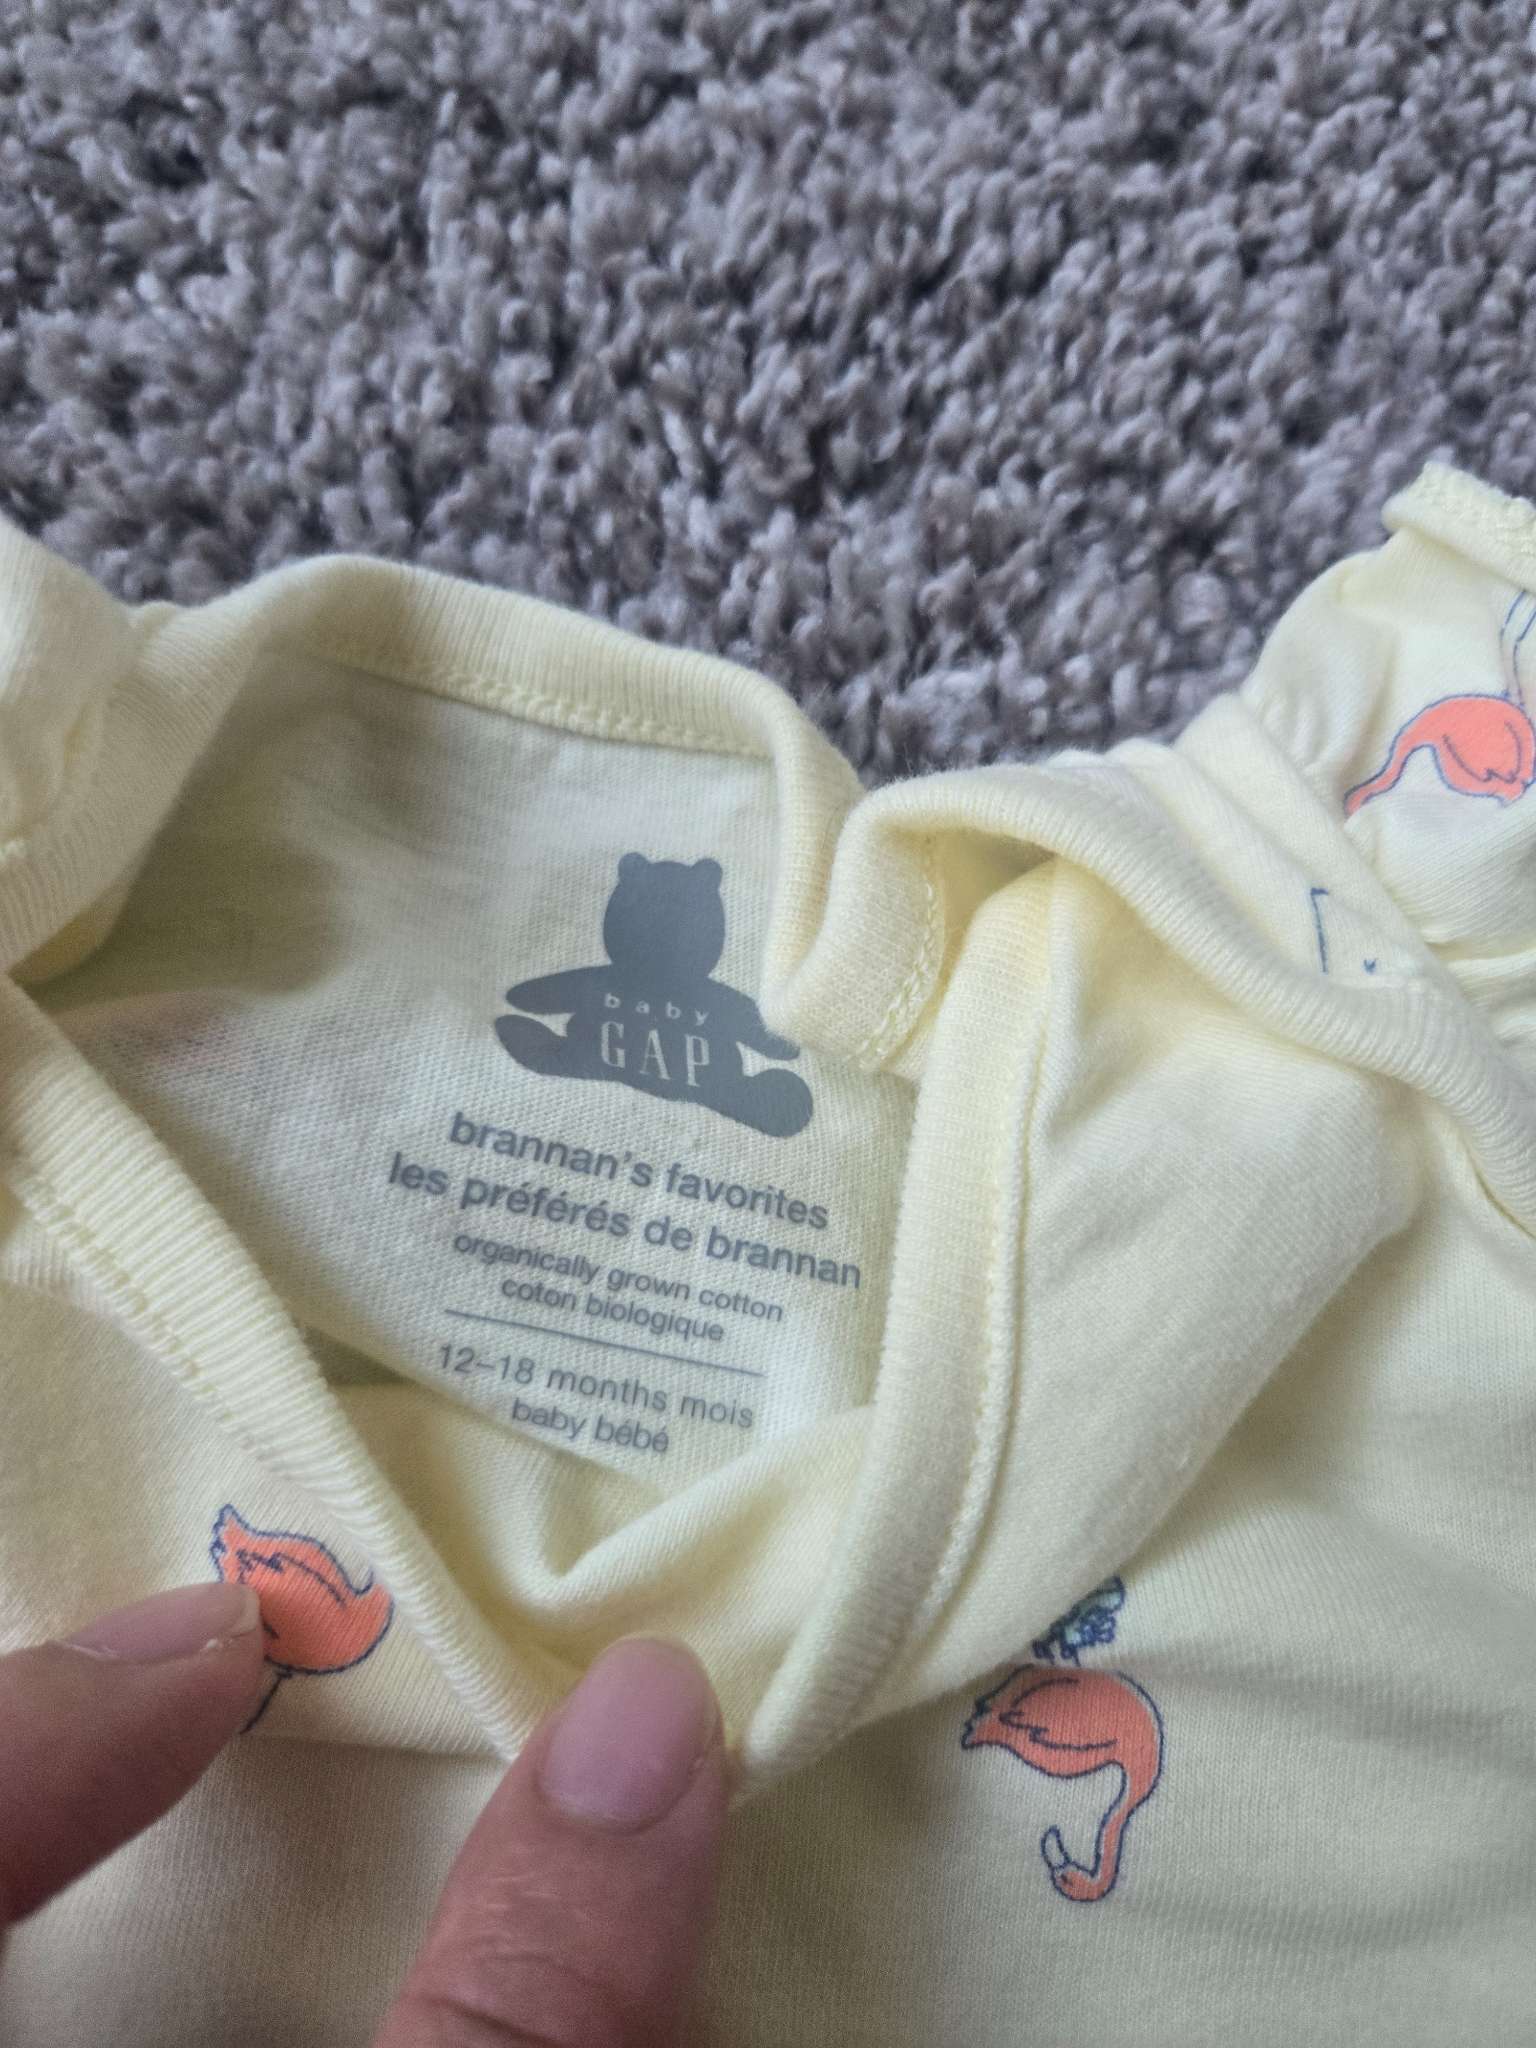 baby
GAP
brannan's favorites
les préférés de brannan
organically grown cotton
coton biologique
12–18 months mois
baby bébé